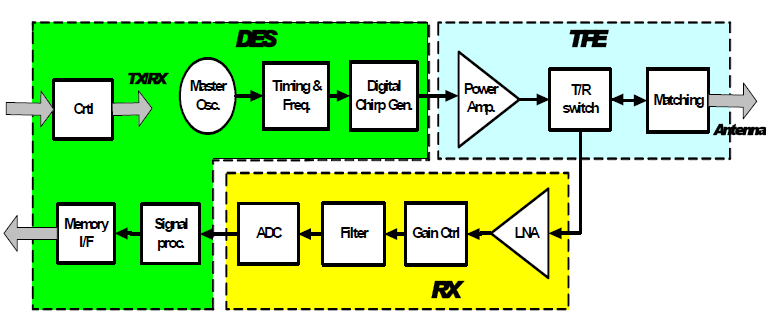 DES
TFE
Crtl
TX/RX
Master
Osc.
Timing &
Freq.
Digital
Chirp Gen.
Power
Amp.
T/R
switch
Matching
Antenna
Memory
I/F
Signal
proc.
ADC
Filter
Gain Ctrl
LNA
RX